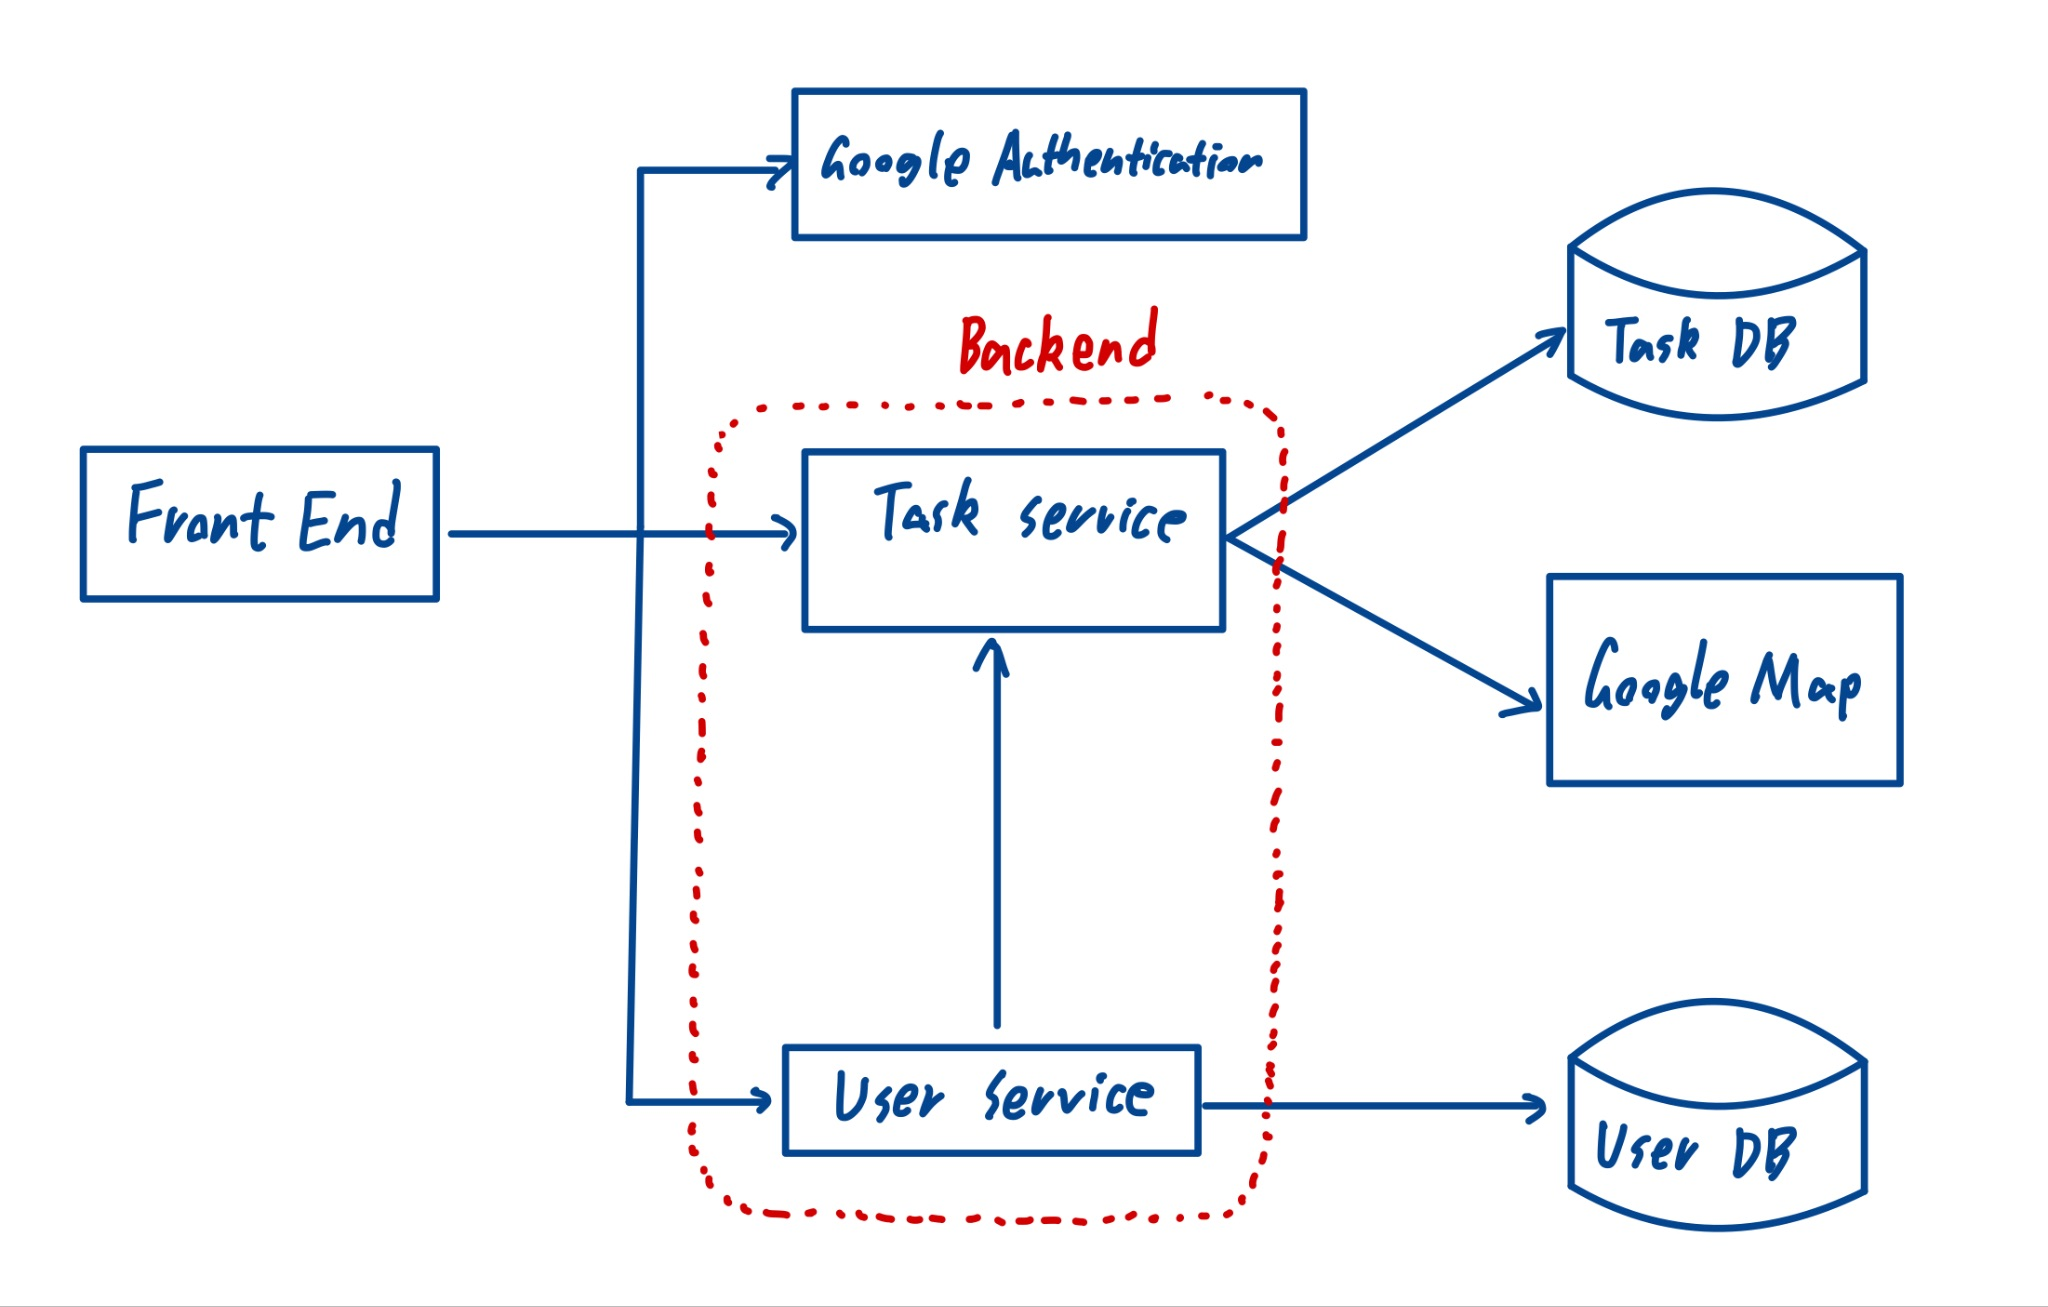 Google Authentication
Backend
Task DB
Front End
Task service
Google Map
User Service
User DB